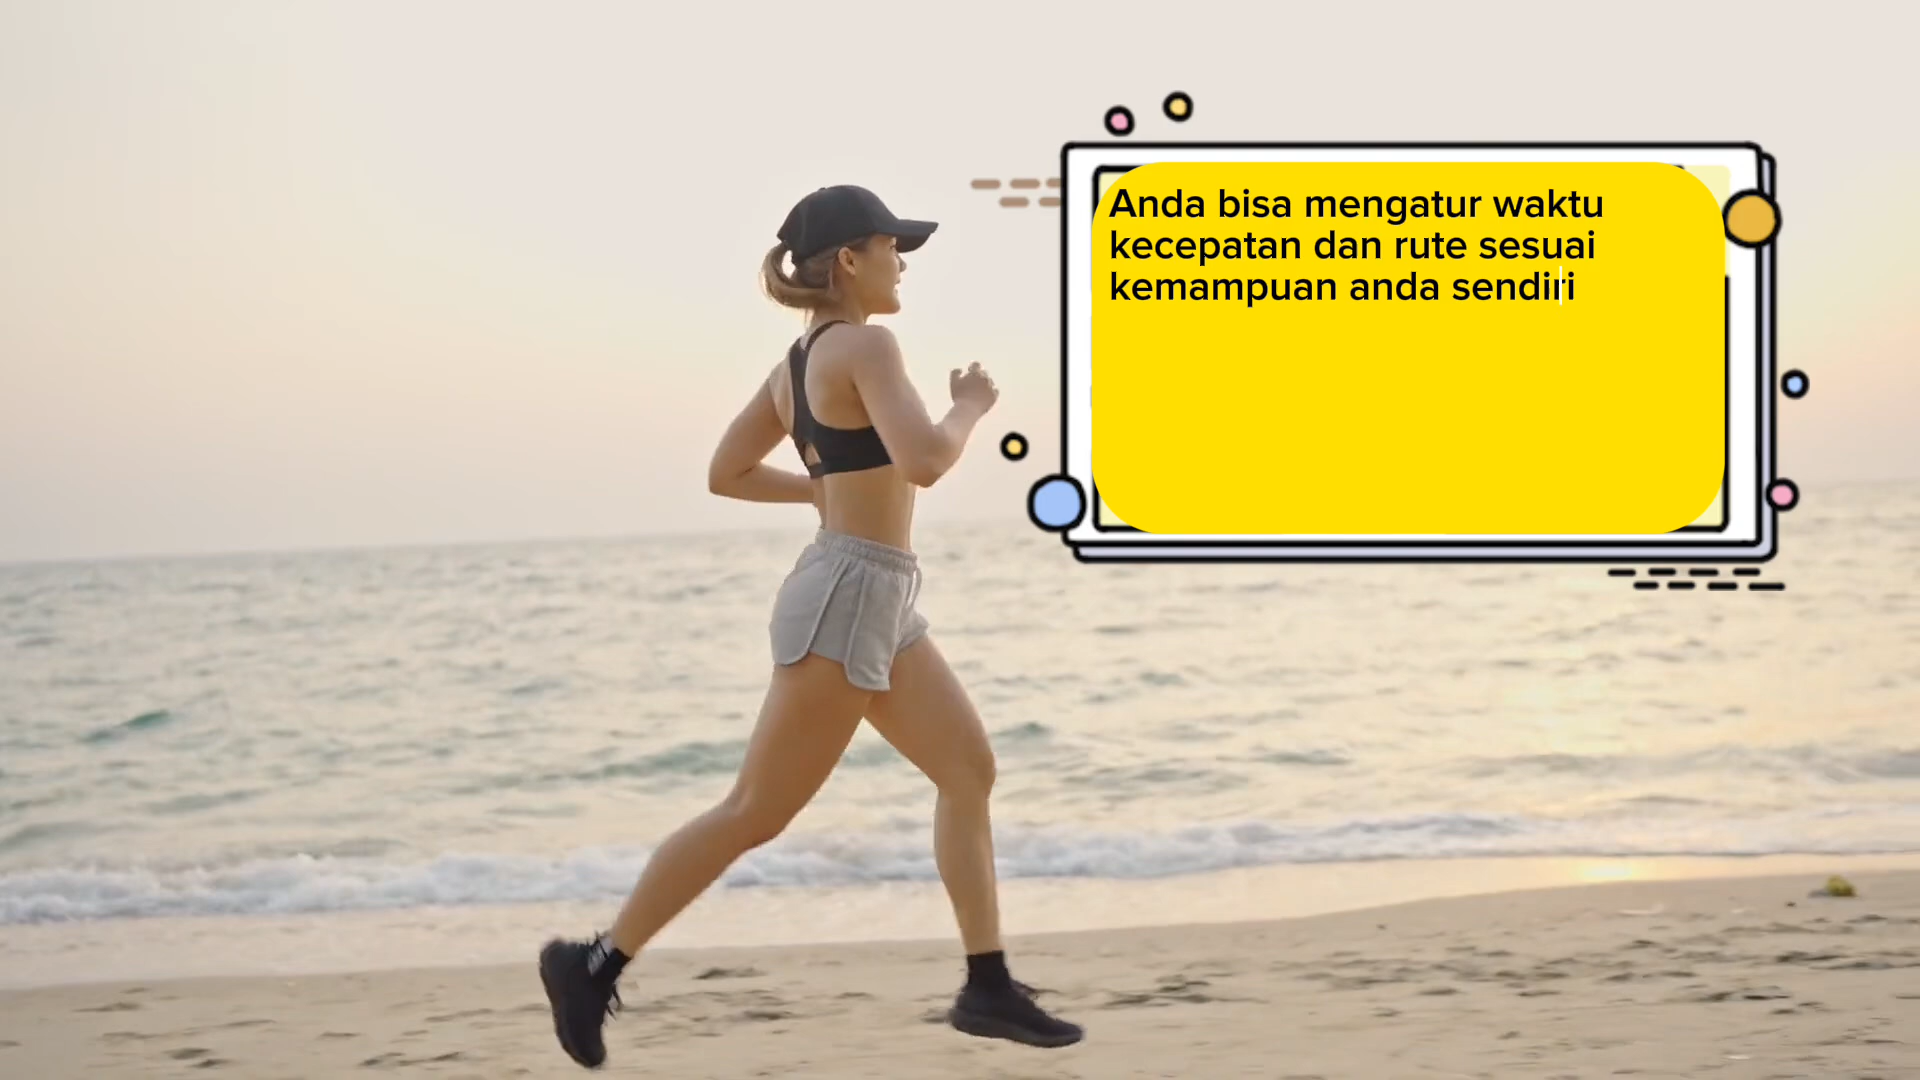 Anda bisa mengatur waktu
kecepatan dan rute sesuai
kemampuan anda sendiri